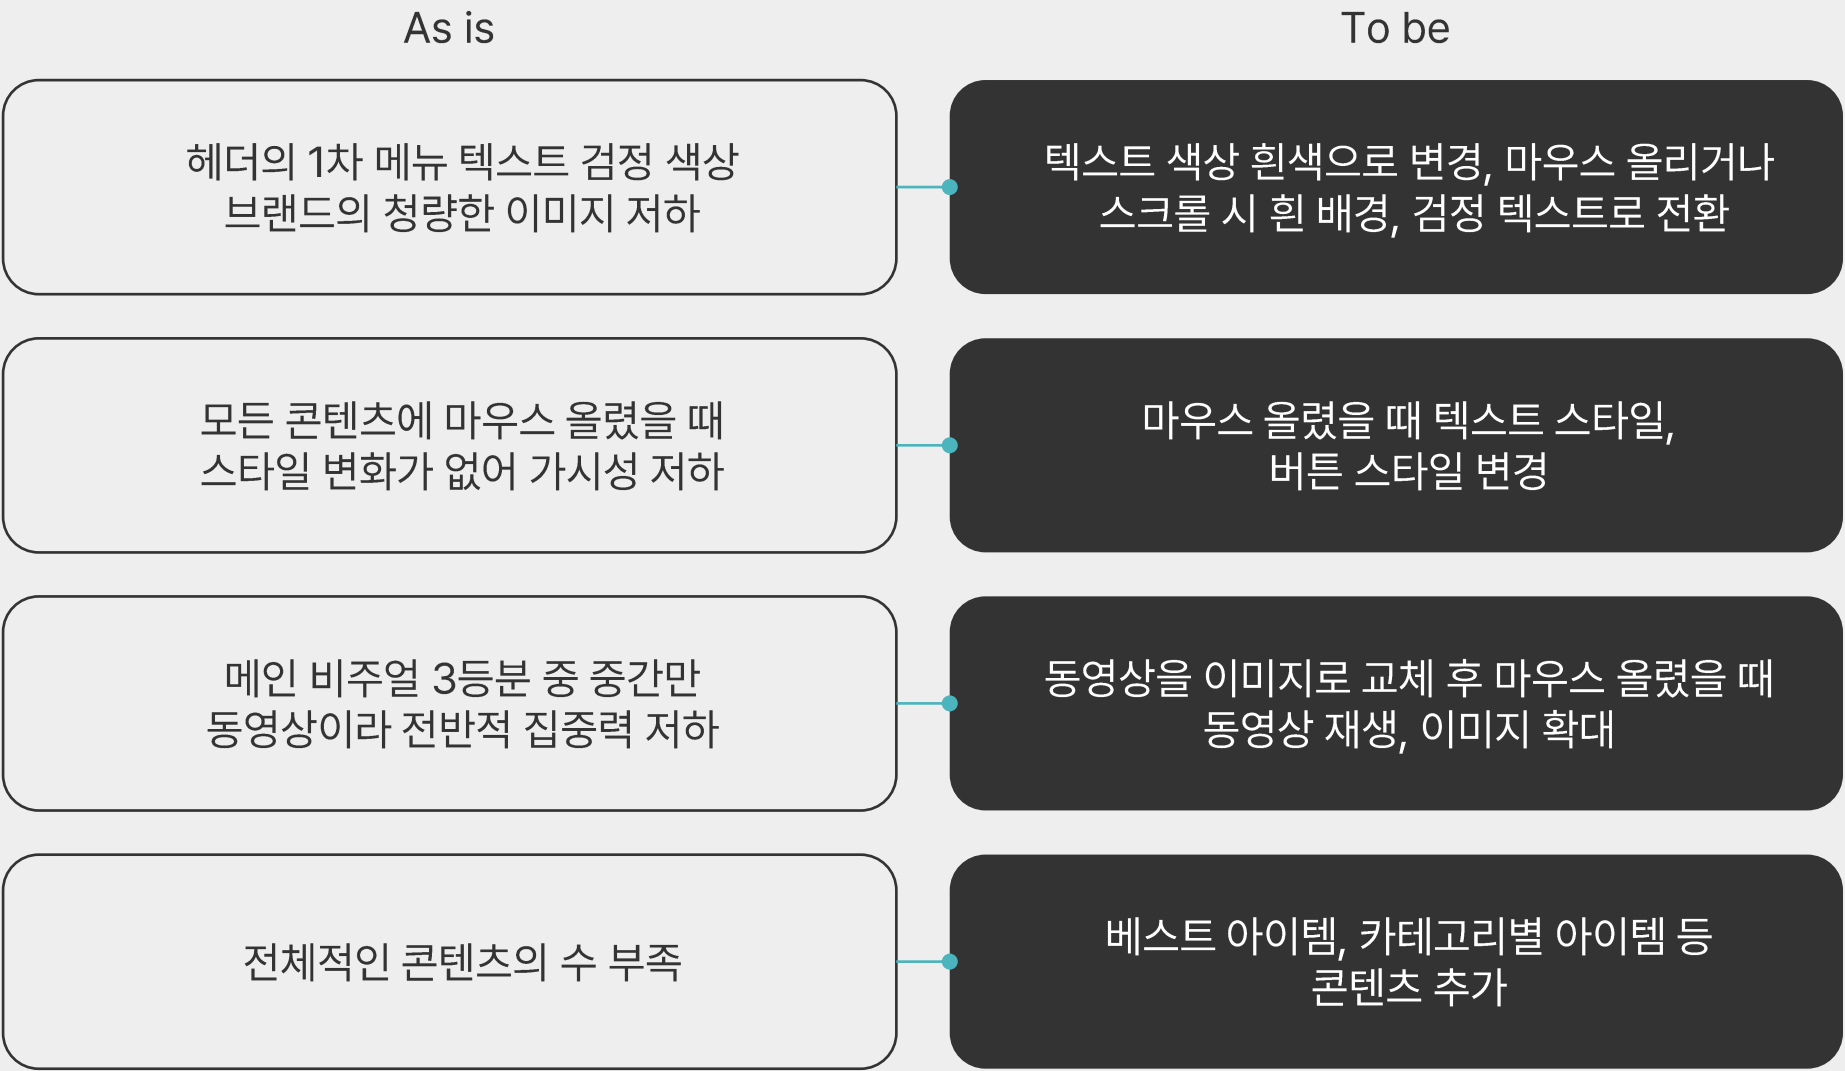 As is
To be
헤더의 1차 메뉴 텍스트 검정 색상
브랜드의 청량한 이미지 저하
텍스트 색상 흰색으로 변경, 마우스 올리거나
스크롤 시 흰 배경, 검정 텍스트로 전환
모든 콘텐츠에 마우스 올렸을 때
스타일 변화가 없어 가시성 저하
마우스 올렸을 때 텍스트 스타일,
버튼 스타일 변경
메인 비주얼 3등분 중 중간만
동영상이라 전반적 집중력 저하
동영상을 이미지로 교체 후 마우스 올렸을 때
동영상 재생, 이미지 확대
전체적인 콘텐츠의 수 부족
베스트 아이템, 카테고리별 아이템 등
콘텐츠 추가